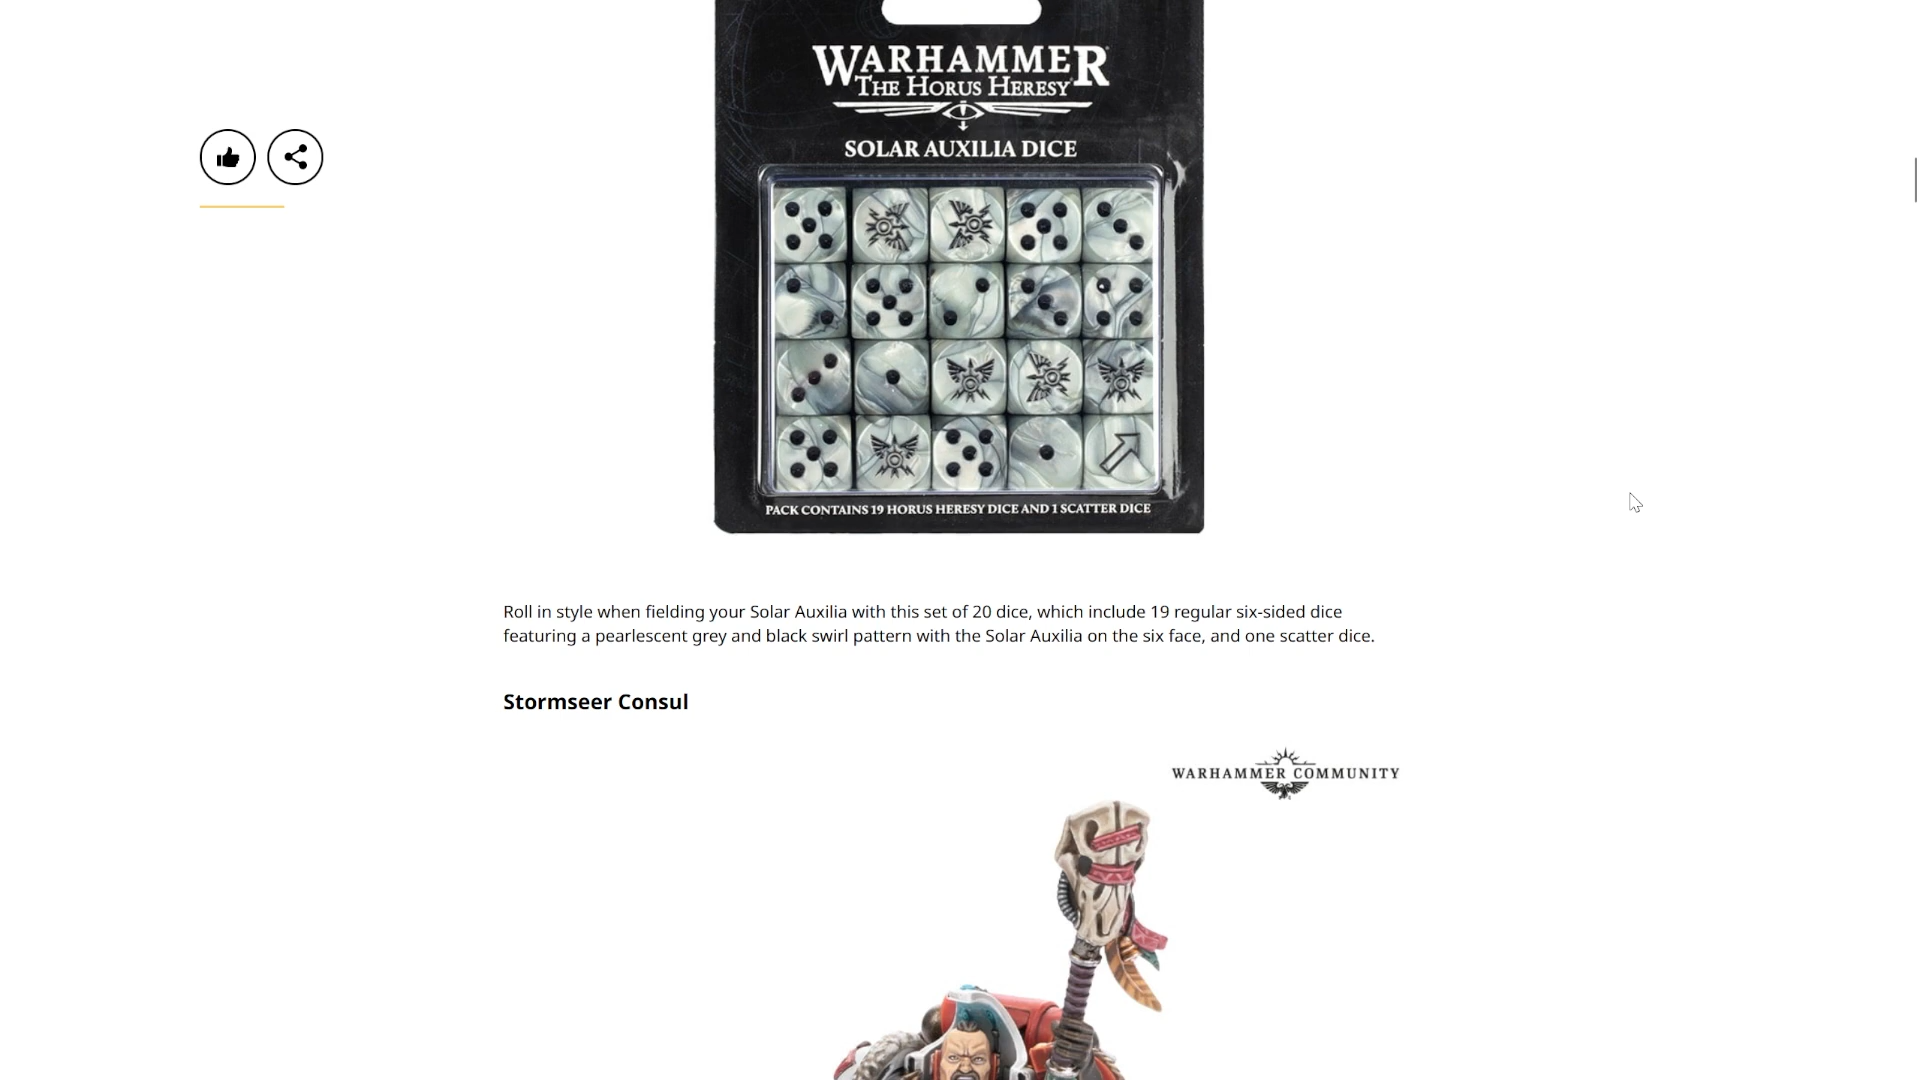 WARHAMMER
THE HORUS HERESY
SOLAR AUXILIA DICE
PACK CONTAINS 19 HORUS HERESY DICE AND 1 SCATTER DICE
Roll in style when fielding your Solar Auxilia with this set of 20 dice, which include 19 regular six-sided dice
featuring a pearlescent grey and black swirl pattern with the Solar Auxilia on the six face, and one scatter dice.
Stormseer Consul
WARHAMMER COMMUNITY